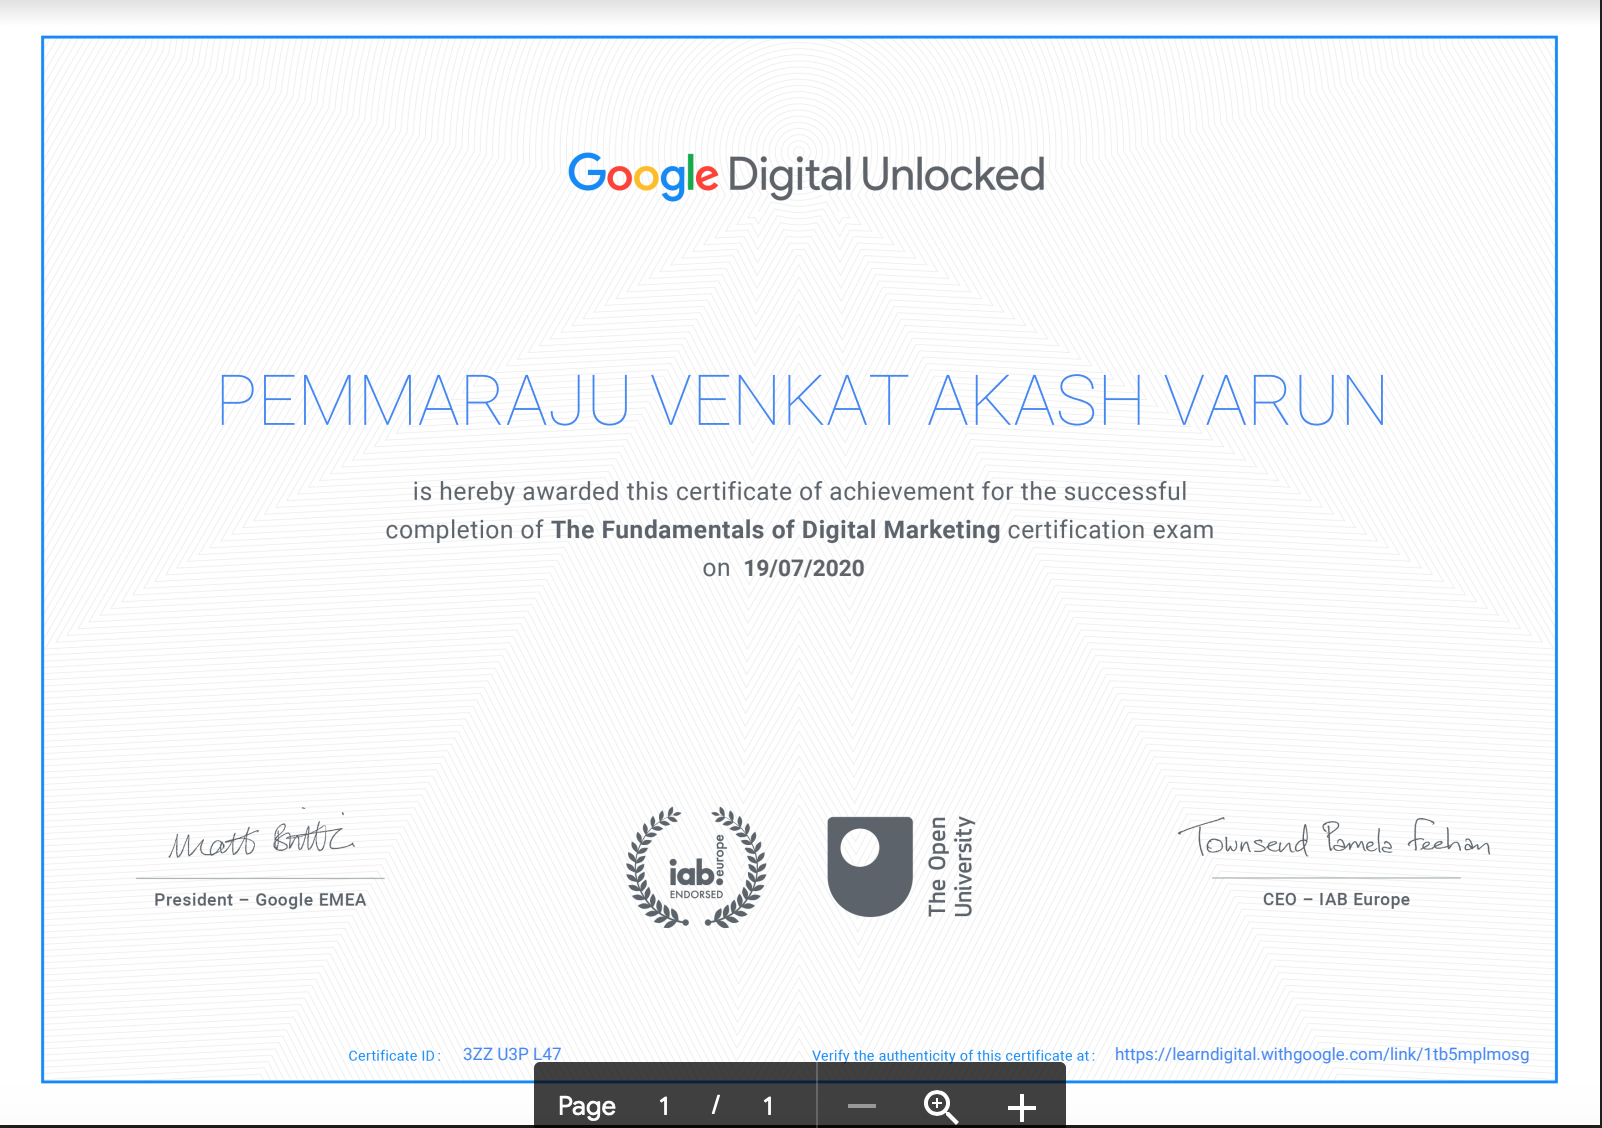 Google Digital Unlocked
PEMMARAJU VENKAT AKASH VARUN
is hereby awarded this certificate of achievement for the successful
completion of The Fundamentals of Digital Marketing certification exam
on 19/07/2020
Matt Brittin
President – Google EMEA
iab.europe
ENDORSED
The Open
University
Townsend Pamela Feehan
CEO – IAB Europe
Certificate ID : 3ZZ U3P L47
Verify the authenticity of this certificate at : https://learndigital.withgoogle.com/link/1tb5mplmosg
Page 1 / 1